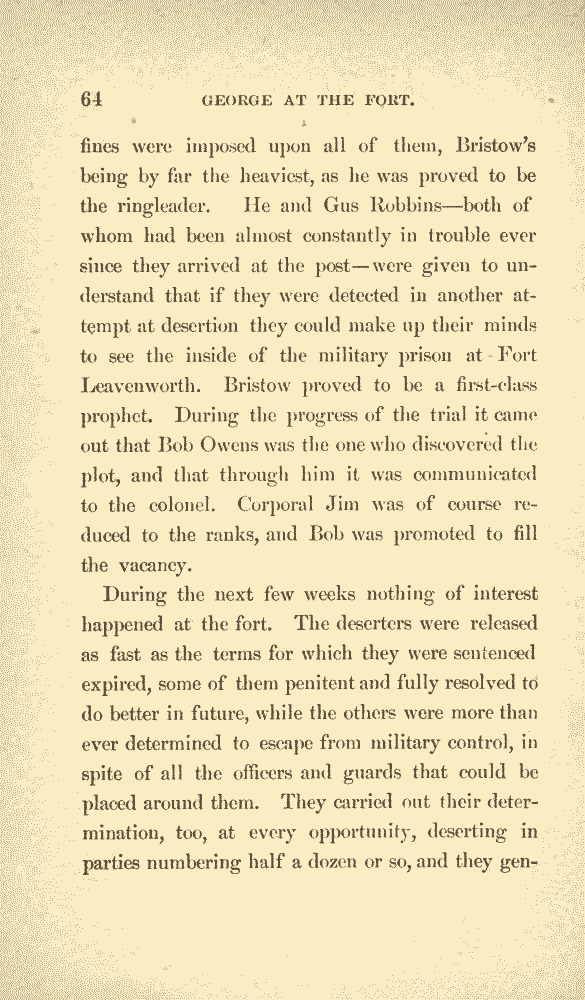 64 GEORGE AT THE FORT.
fines were imposed upon all of them, Bristow's
being by far the heaviest, as he was proved to be
the ringleader. He and Gus Robbins—both of
whom had been almost constantly in trouble ever
since they arrived at the post—were given to un-
derstand that if they were detected in another at-
tempt at desertion they could make up their minds
to see the inside of the military prison at Fort
Leavenworth. Bristow proved to be a first-class
prophet. During the progress of the trial it came
out that Bob Owens was the one who discovered the
plot, and that through him it was communicated
to the colonel. Corporal Jim was of course re-
duced to the ranks, and Bob was promoted to fill
the vacancy.
During the next few weeks nothing of interest
happened at the fort. The deserters were released
as fast as the terms for which they were sentenced
expired, some of them penitent and fully resolved to
do better in future, while the others were more than
ever determined to escape from military control, in
spite of all the officers and guards that could be
placed around them. They carried out their deter-
mination, too, at every opportunity, deserting in
parties numbering half a dozen or so, and they gen-